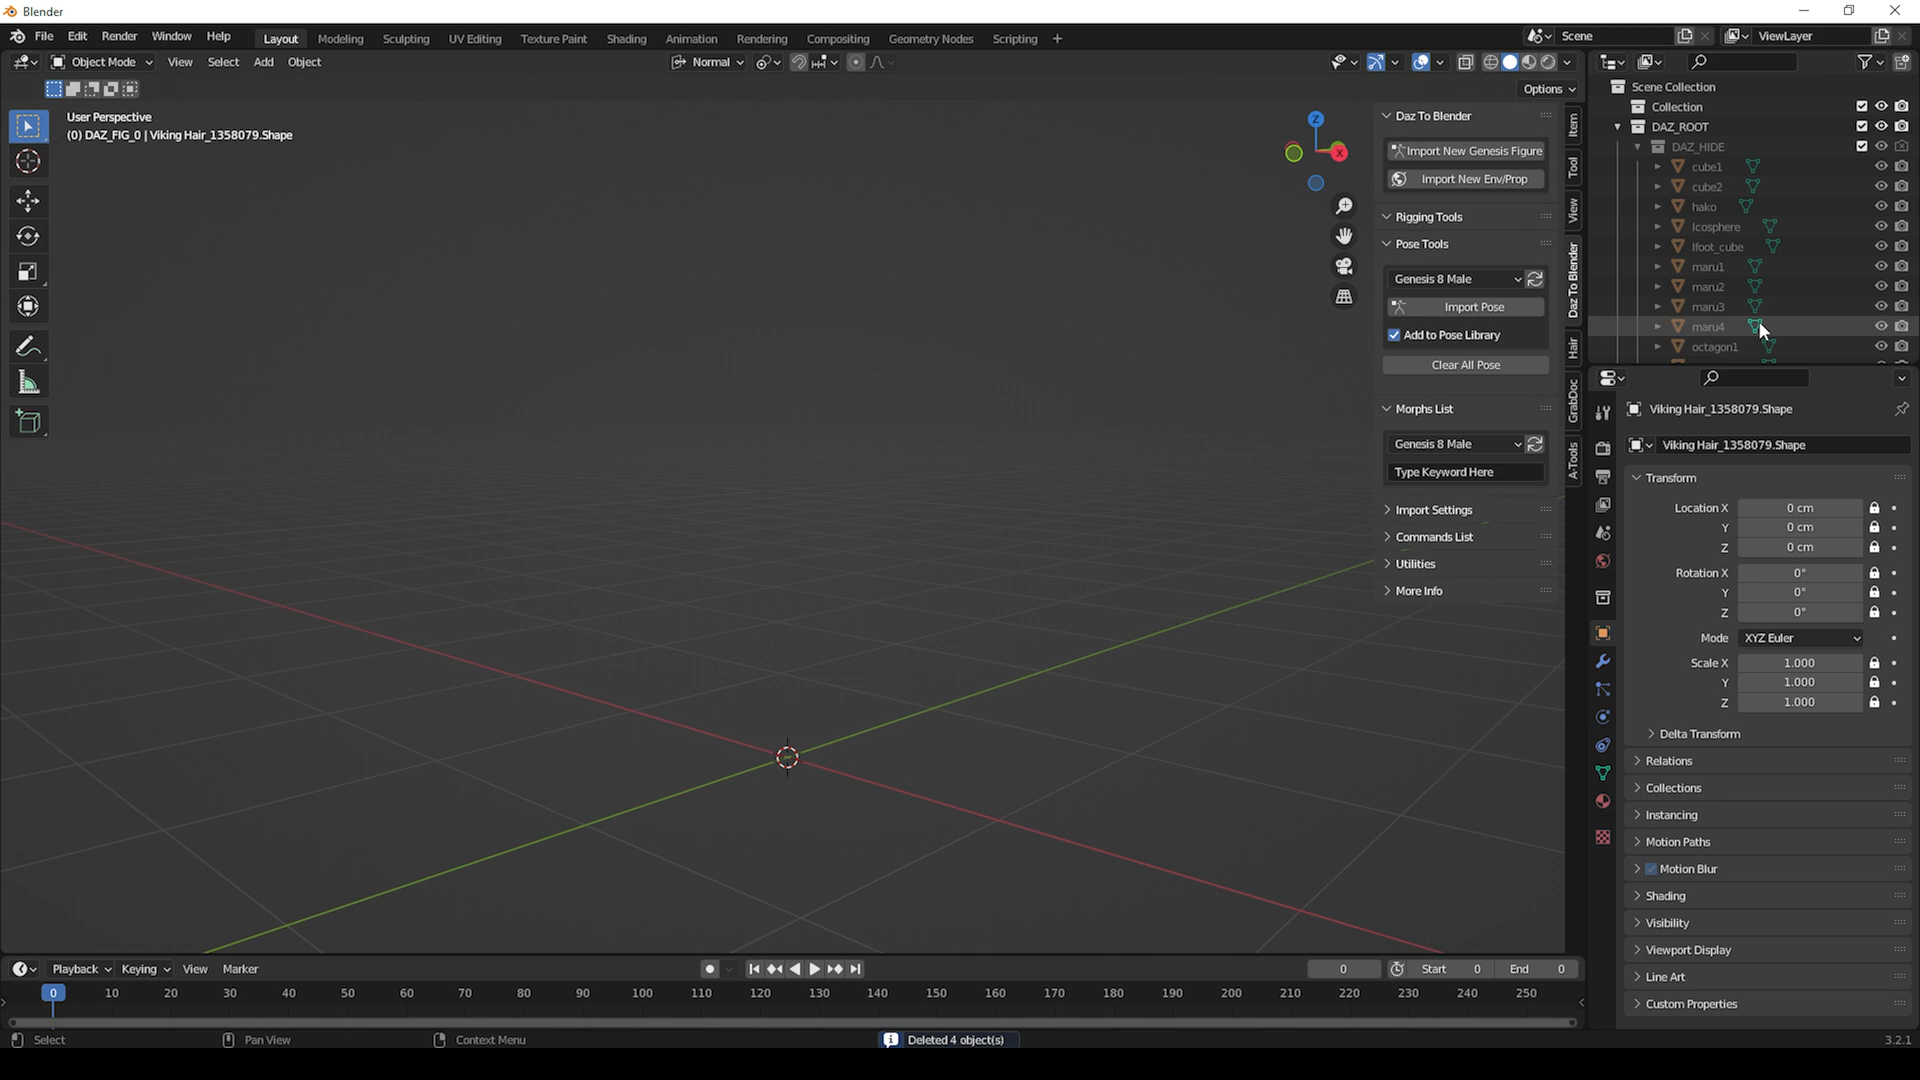 Blender
File Edit Render Window Help
Layout Modeling Sculpting UV Editing Texture Paint Shading Animation Rendering Compositing Geometry Nodes Scripting +
Scene ViewLayer
Object Mode View Select Add Object
Normal
Options
User Perspective
(0) DAZ_FIG_0 | Viking Hair_1358079.Shape
Z
X
Daz To Blender
Import New Genesis Figure
Import New Env/Prop
Rigging Tools
Pose Tools
Genesis 8 Male
Import Pose
Add to Pose Library
Clear All Pose
Morphs List
Genesis 8 Male
Type Keyword Here
Import Settings
Commands List
Utilities
More Info
Item
Tool
View
Daz To Blender
Hair
GrabDoc
A-Tools
Scene Collection
Collection
DAZ_ROOT
DAZ_HIDE
cube1
cube2
hako
Icosphere
lfoot_cube
maru1
maru2
maru3
maru4
octagon1
Viking Hair_1358079.Shape
Viking Hair_1358079.Shape
Transform
Location X 0 cm
Y 0 cm
Z 0 cm
Rotation X 0°
Y 0°
Z 0°
Mode XYZ Euler
Scale X 1.000
Y 1.000
Z 1.000
Delta Transform
Relations
Collections
Instancing
Motion Paths
Motion Blur
Shading
Visibility
Viewport Display
Line Art
Custom Properties
Playback Keying View Marker
0 Start 0 End 0
0 10 20 30 40 50 60 70 80 90 100 110 120 130 140 150 160 170 180 190 200 210 220 230 240 250
Select Pan View Context Menu Deleted 4 object(s) 3.2.1